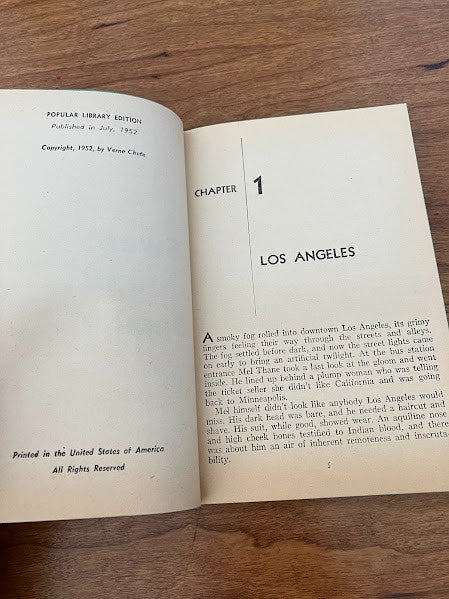 POPULAR LIBRARY EDITION
Published in July, 1952
Copyright, 1952, by Verne Chute
Printed in the United States of America
All Rights Reserved
CHAPTER 1
LOS ANGELES
A smoky fog rolled into downtown Los Angeles, its grimy
fingers feeling their way through the streets and alleys.
The fog settled before dark, and now the street lights came
on early to bring an artificial twilight. At the bus station
entrance Mel Thane took a last look at the gloom and went
inside. He lined up behind a plump woman who was telling
the ticket seller she didn't like California and was going
back to Minneapolis.
Mel himself didn't look like anybody Los Angeles would
miss. His dark head was bare, and he needed a haircut and
shave. His suit, while good, showed wear. An aquiline nose
and high cheek bones testified to Indian blood, and there
was about him an air of inherent remoteness and inscruta-
bility.
5